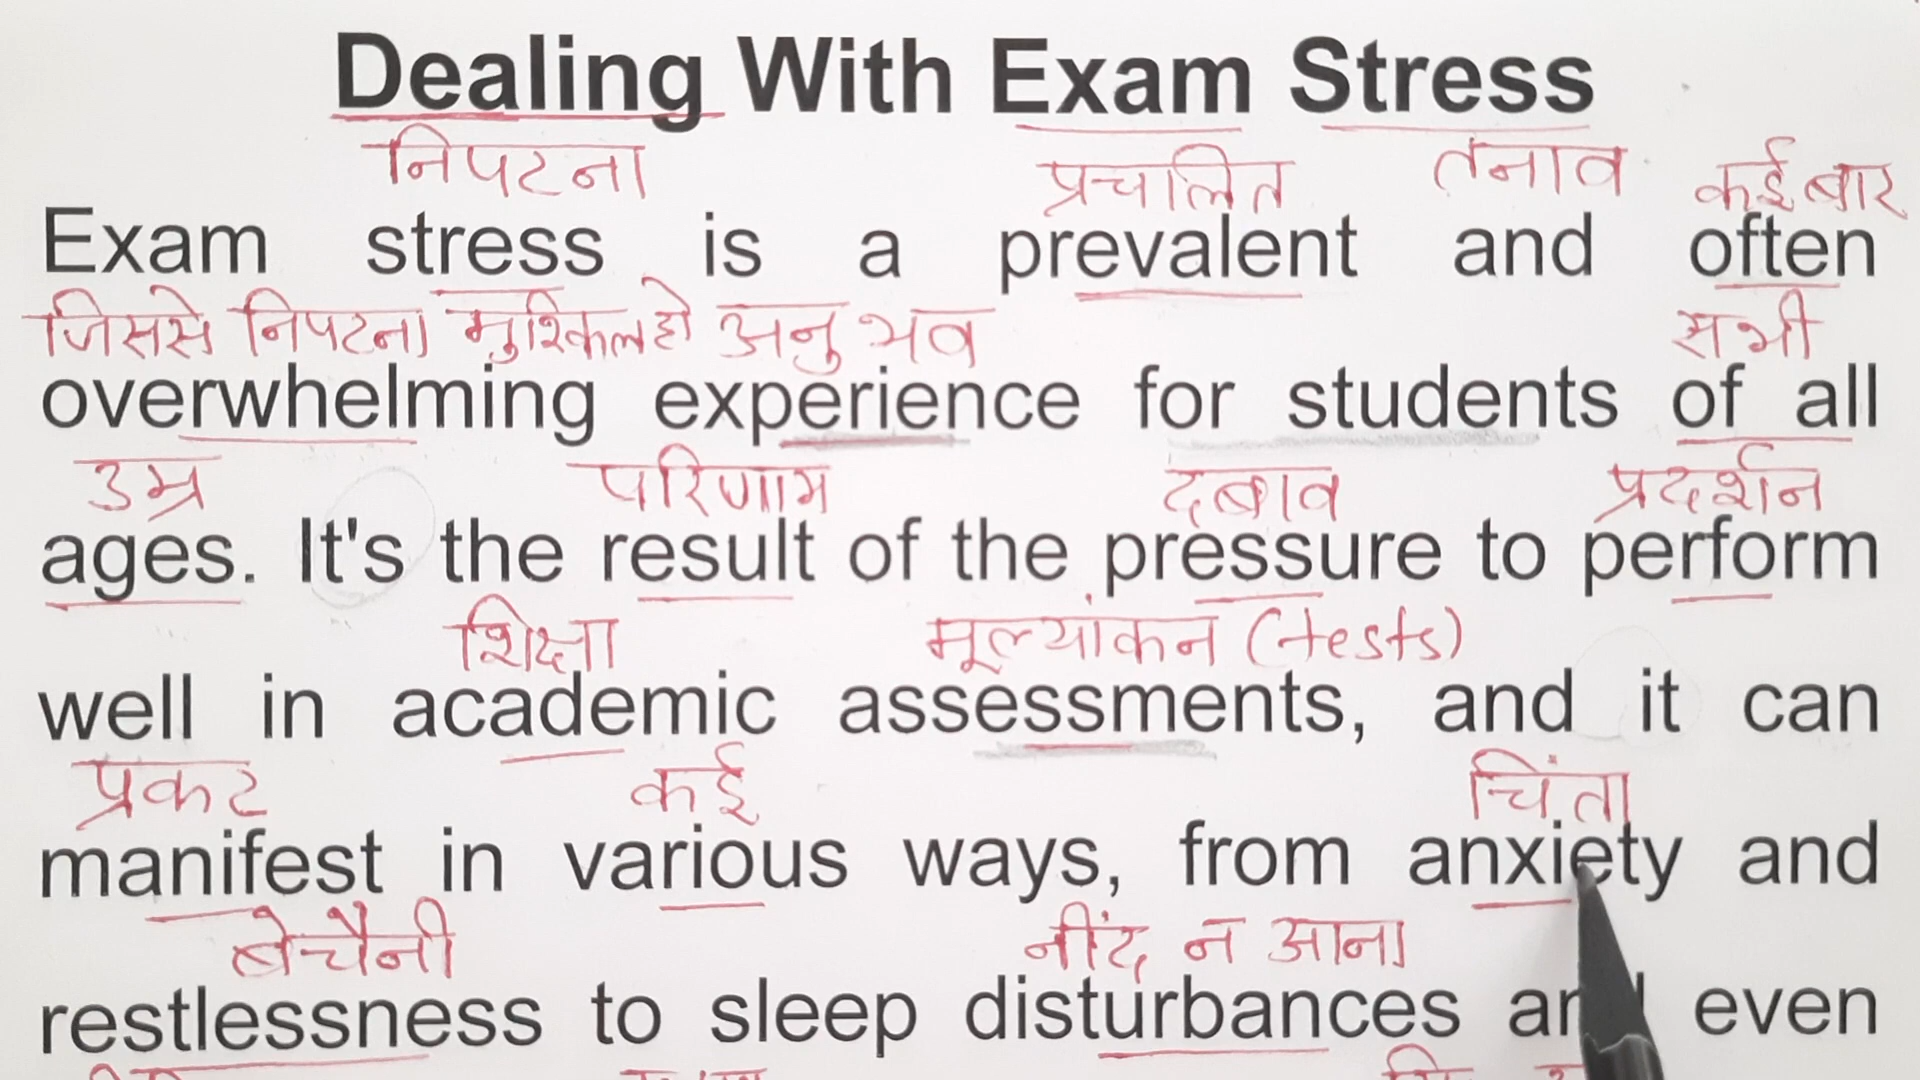 Dealing With Exam Stress
निपटना प्रचलित तनाव कई बार
Exam stress is a prevalent and often
जिससे निपटना मुश्किल हो अनुभव सभी
overwhelming experience for students of all
उम्र परिणाम दबाव प्रदर्शन
ages. It's the result of the pressure to perform
शिक्षा मूल्यांकन (tests)
well in academic assessments, and it can
प्रकट कई चिंता
manifest in various ways, from anxiety and
बेचैनी नींद न आना
restlessness to sleep disturbances and even